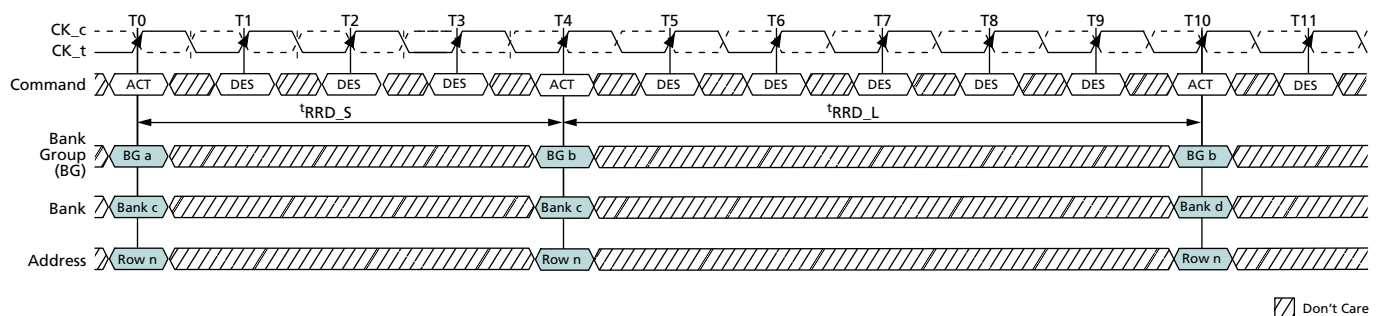 T0 T1 T2 T3 T4 T5 T6 T7 T8 T9 T10 T11
CK_c
CK_t
Command ACT DES DES DES ACT DES DES DES DES DES ACT DES
tRRD_S tRRD_L
Bank
Group
(BG)
BG a BG b BG b
Bank Bank c Bank c Bank d
Address Row n Row n Row n
Don't Care